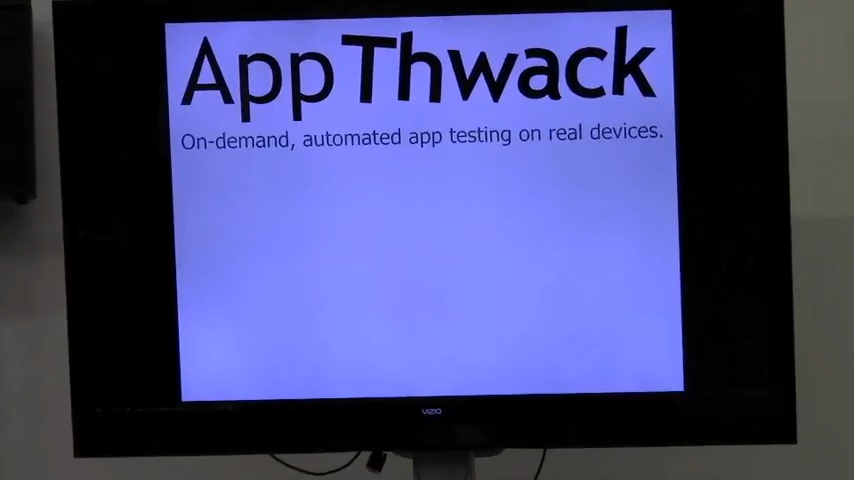 AppThwack
On-demand, automated app testing on real devices.
VIZIO